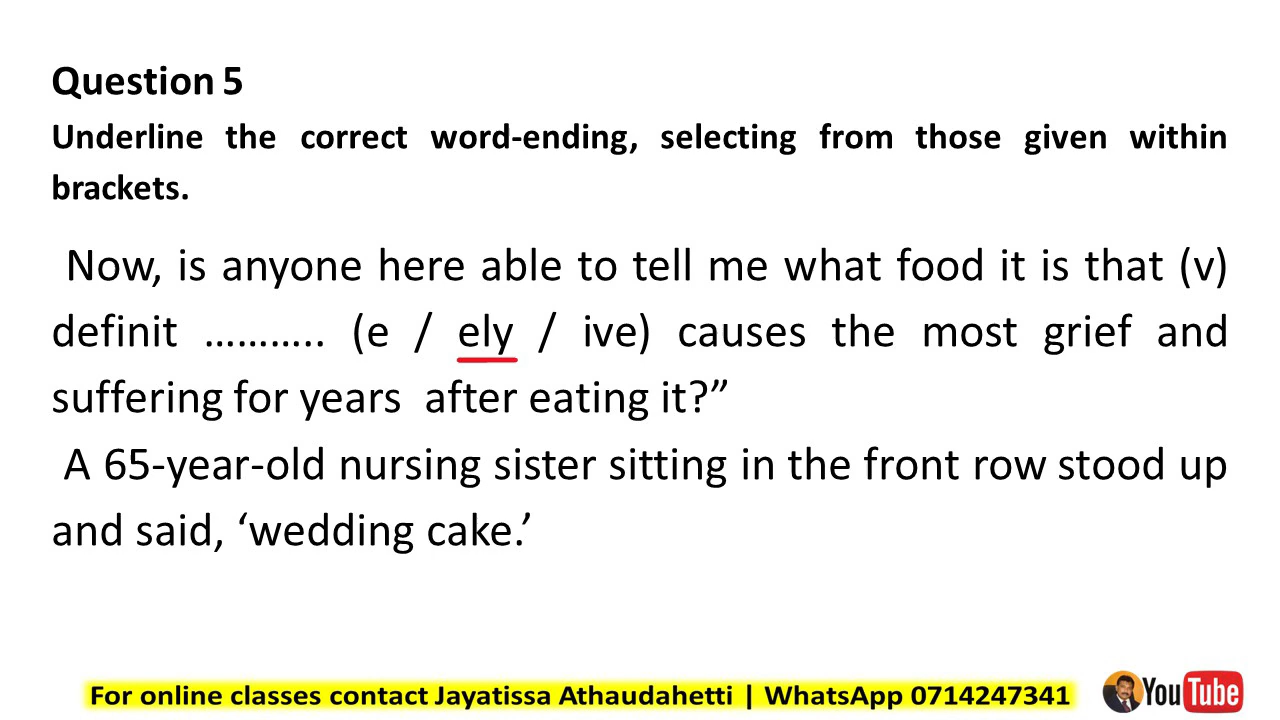 Question 5
Underline the correct word-ending, selecting from those given within
brackets.
Now, is anyone here able to tell me what food it is that (v)
definit ……….. (e / ely / ive) causes the most grief and
suffering for years after eating it?”
A 65-year-old nursing sister sitting in the front row stood up
and said, ‘wedding cake.’
For online classes contact Jayatissa Athaudahetti | WhatsApp 0714247341
YouTube